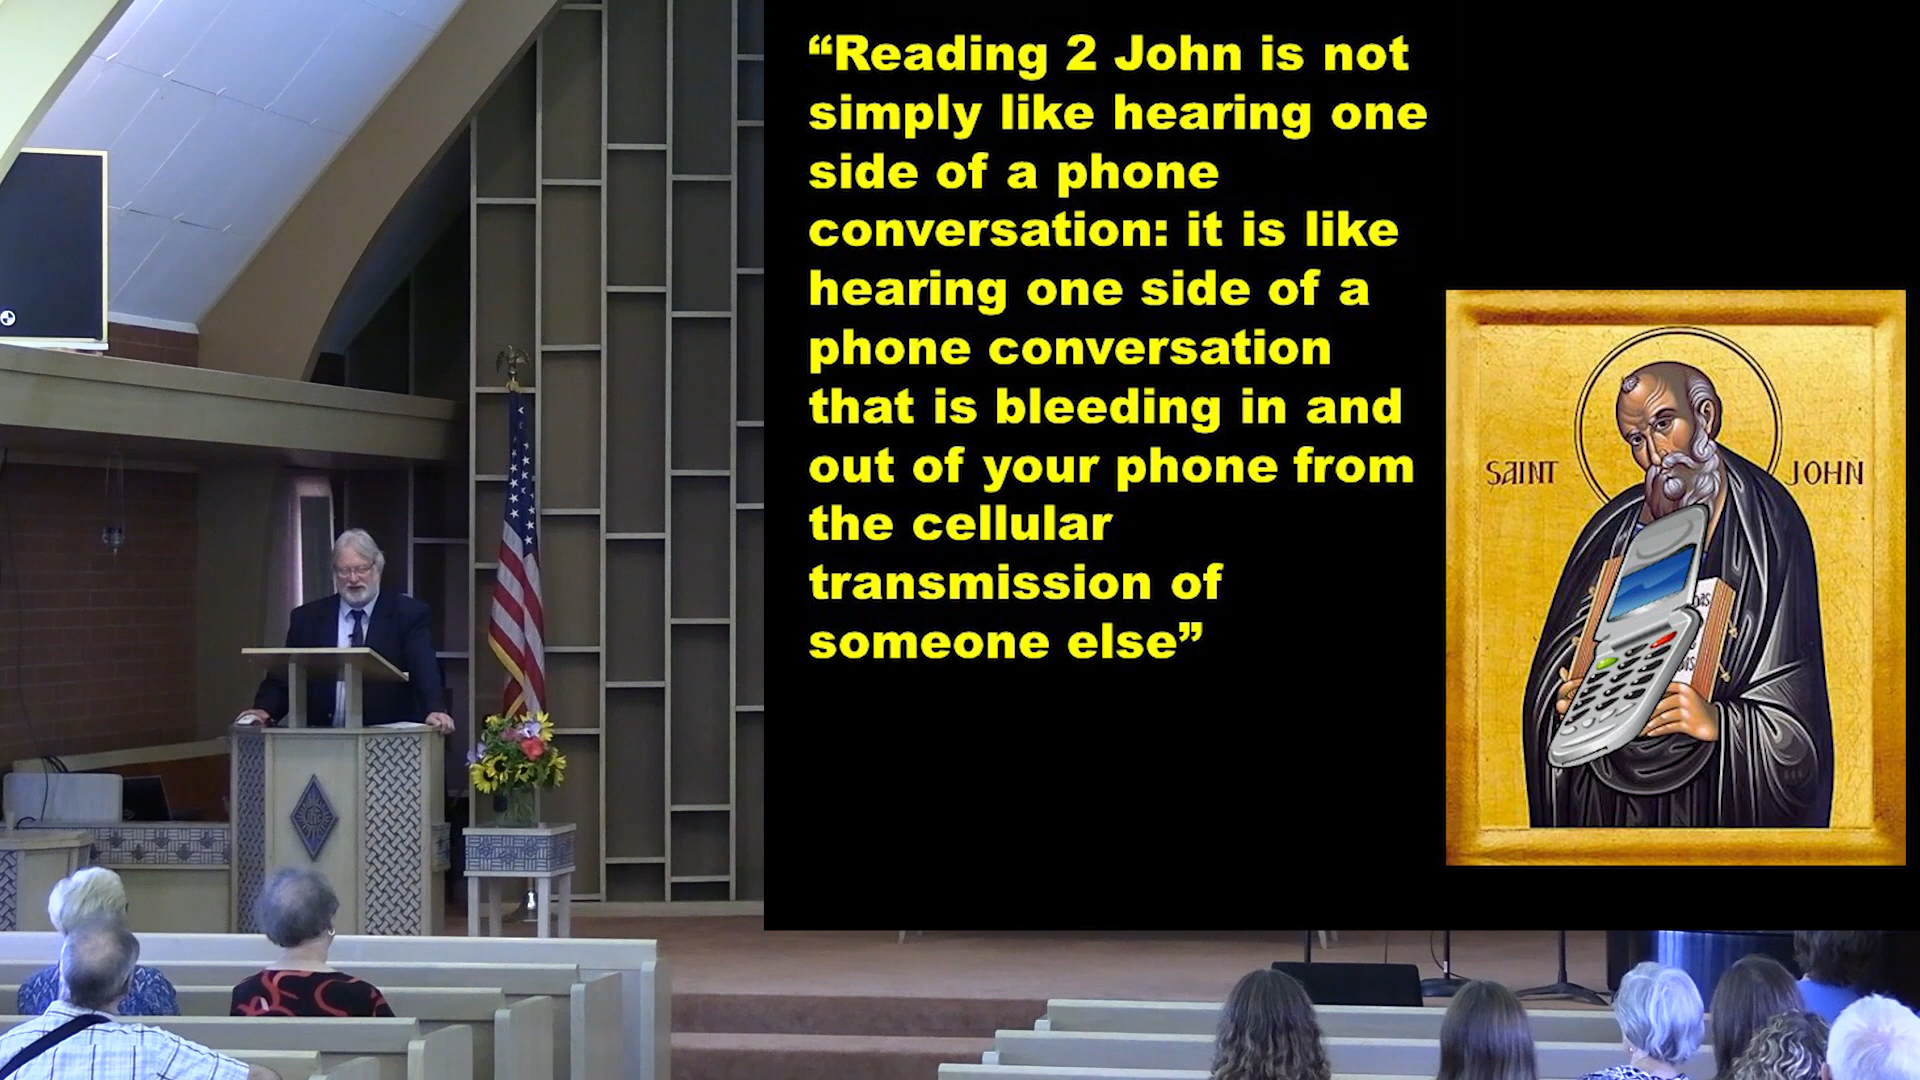 “Reading 2 John is not
simply like hearing one
side of a phone
conversation: it is like
hearing one side of a
phone conversation
that is bleeding in and
out of your phone from
the cellular
transmission of
someone else”
SAINT JOHN